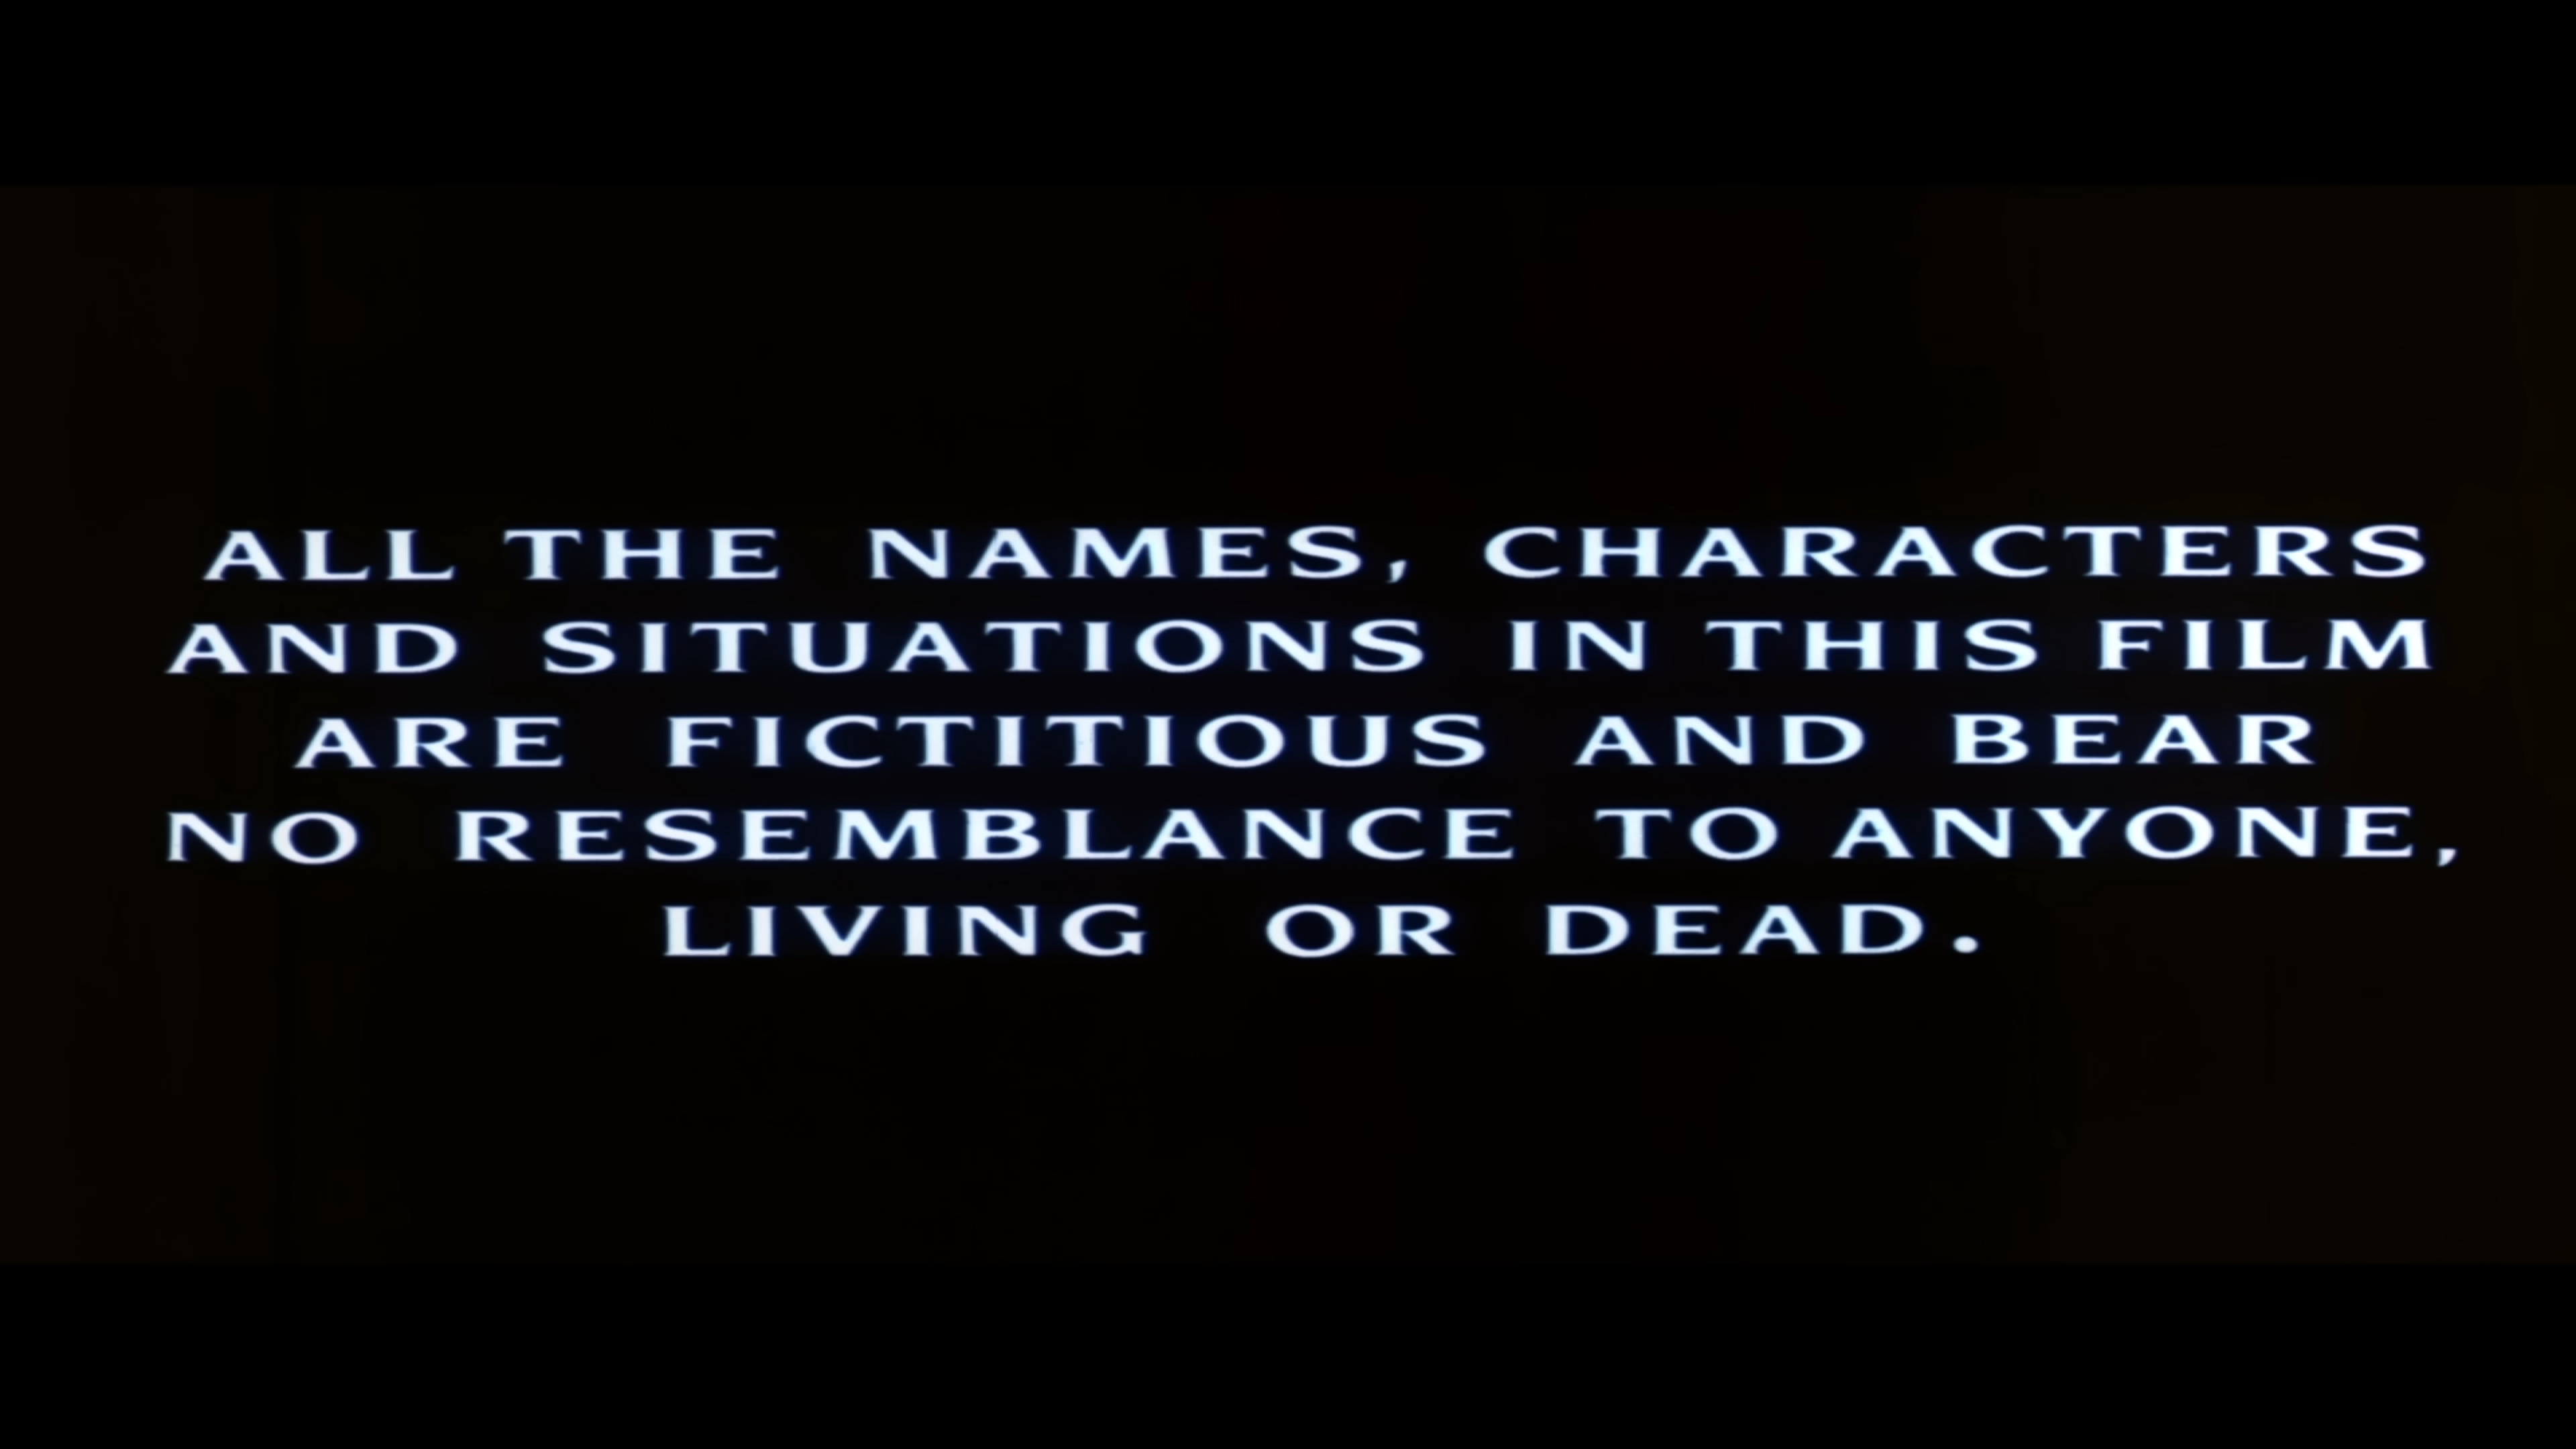 ALL THE NAMES, CHARACTERS
AND SITUATIONS IN THIS FILM
ARE FICTITIOUS AND BEAR
NO RESEMBLANCE TO ANYONE,
LIVING OR DEAD.